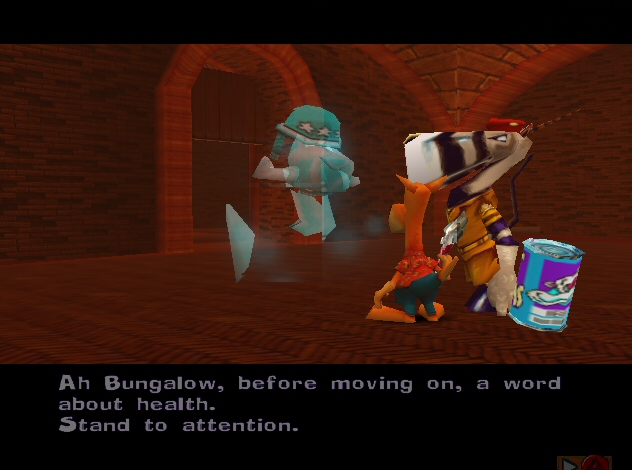 Ah Bungalow, before moving on, a word
about health.
Stand to attention.